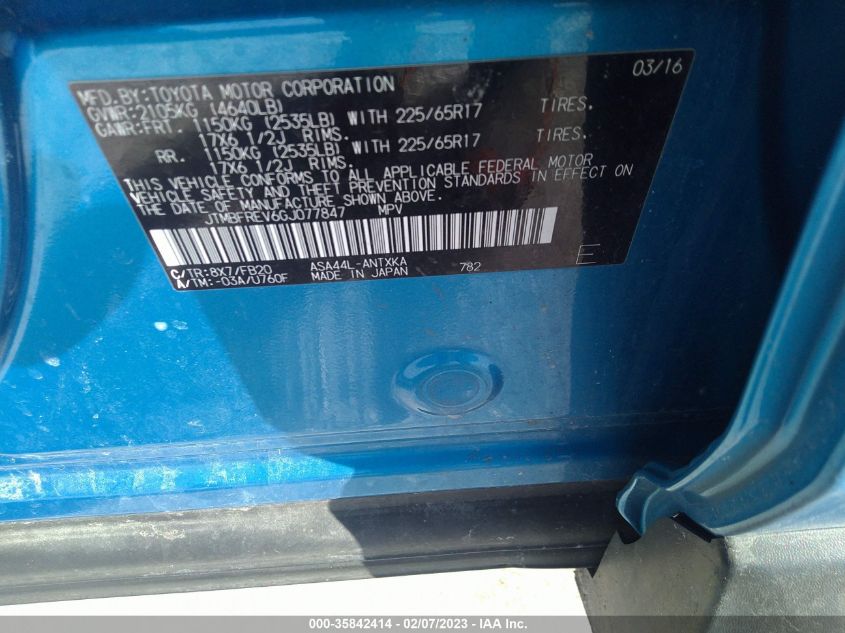 MFD.BY:TOYOTA MOTOR CORPORATION 03/16
GVWR:2105KG (4640LB)
GAWR:FRT. 1150KG (2535LB) WITH 225/65R17 TIRES.
17X6 1/2J RIMS.
RR. 1150KG (2535LB) WITH 225/65R17 TIRES.
17X6 1/2J RIMS.
THIS VEHICLE CONFORMS TO ALL APPLICABLE FEDERAL MOTOR
VEHICLE SAFETY AND THEFT PREVENTION STANDARDS IN EFFECT ON
THE DATE OF MANUFACTURE SHOWN ABOVE.
JTMBFREV6GJ077847 MPV
C/TR:8X7/FB20 ASA44L-ANTXKA 782 E
A/TM:-03A/U760F MADE IN JAPAN
000-35842414 — 02/07/2023 — IAA Inc.